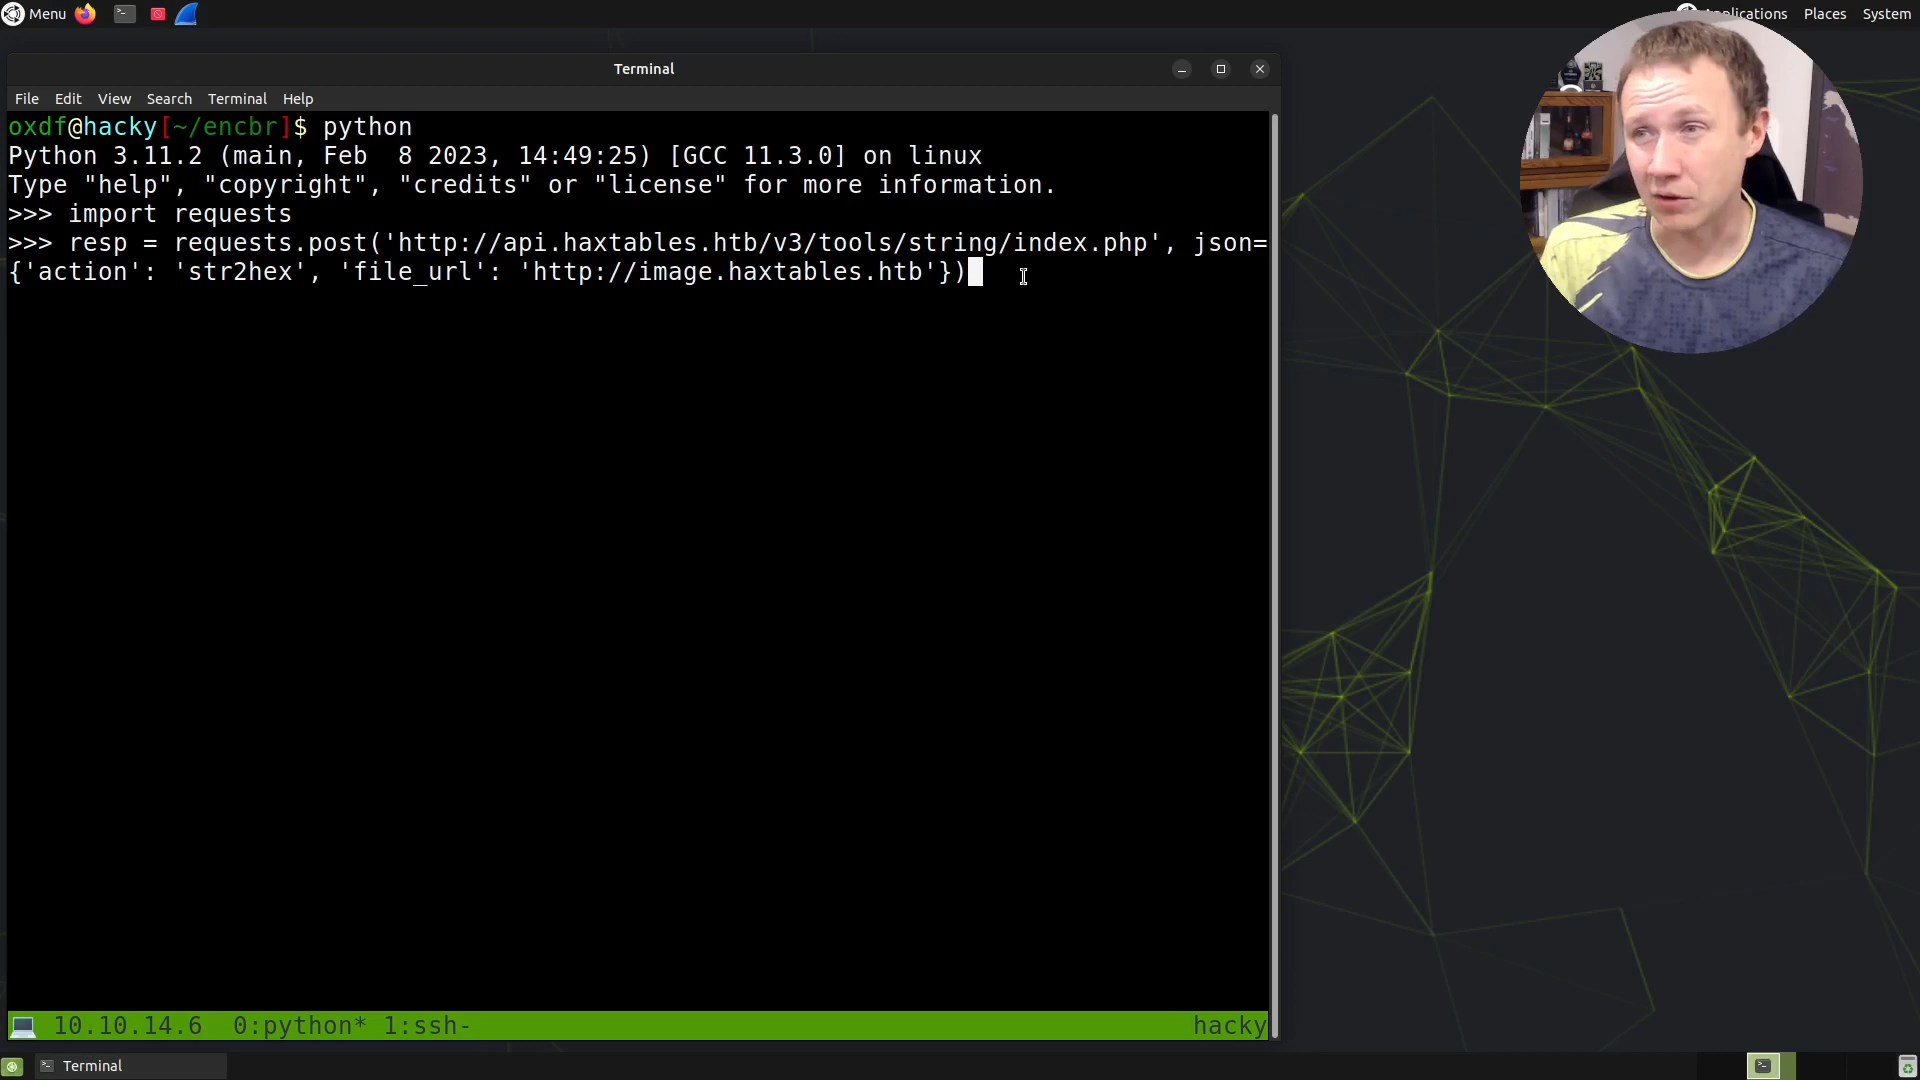 Menu
Applications Places System
Terminal
File Edit View Search Terminal Help
oxdf@hacky[~/encbr]$ python
Python 3.11.2 (main, Feb  8 2023, 14:49:25) [GCC 11.3.0] on linux
Type "help", "copyright", "credits" or "license" for more information.
>>> import requests
>>> resp = requests.post('http://api.haxtables.htb/v3/tools/string/index.php', json=
{'action': 'str2hex', 'file_url': 'http://image.haxtables.htb'})
10.10.14.6  0:python* 1:ssh- hacky
Terminal